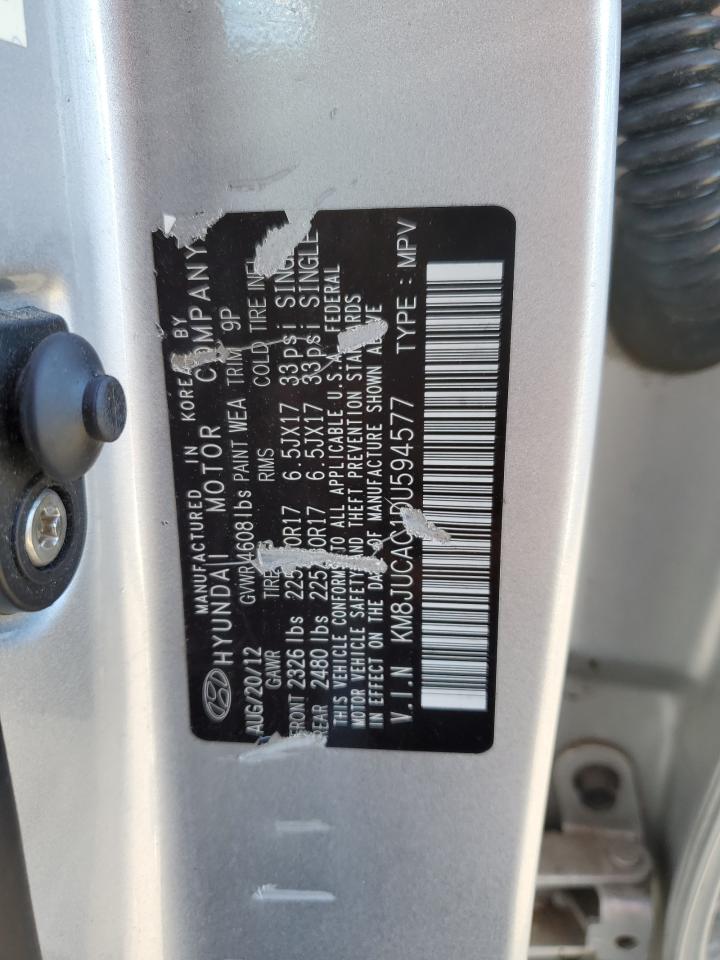 MANUFACTURED IN KOREA BY
HYUNDAI MOTOR COMPANY
AUG/20/12 GVWR 4608 lbs PAINT WEA TRIM 9P
GAWR TIRE RIMS COLD TIRE INFL
FRONT 2326 lbs 6.5JX17 33psi SINGLE
REAR 2480 lbs 6.5JX17 33psi SINGLE
THIS VEHICLE CONFORMS TO ALL APPLICABLE U.S.A. FEDERAL
MOTOR VEHICLE SAFETY AND THEFT PREVENTION STANDARDS
IN EFFECT ON THE DATE OF MANUFACTURE SHOWN ABOVE
V.I.N TYPE : MPV